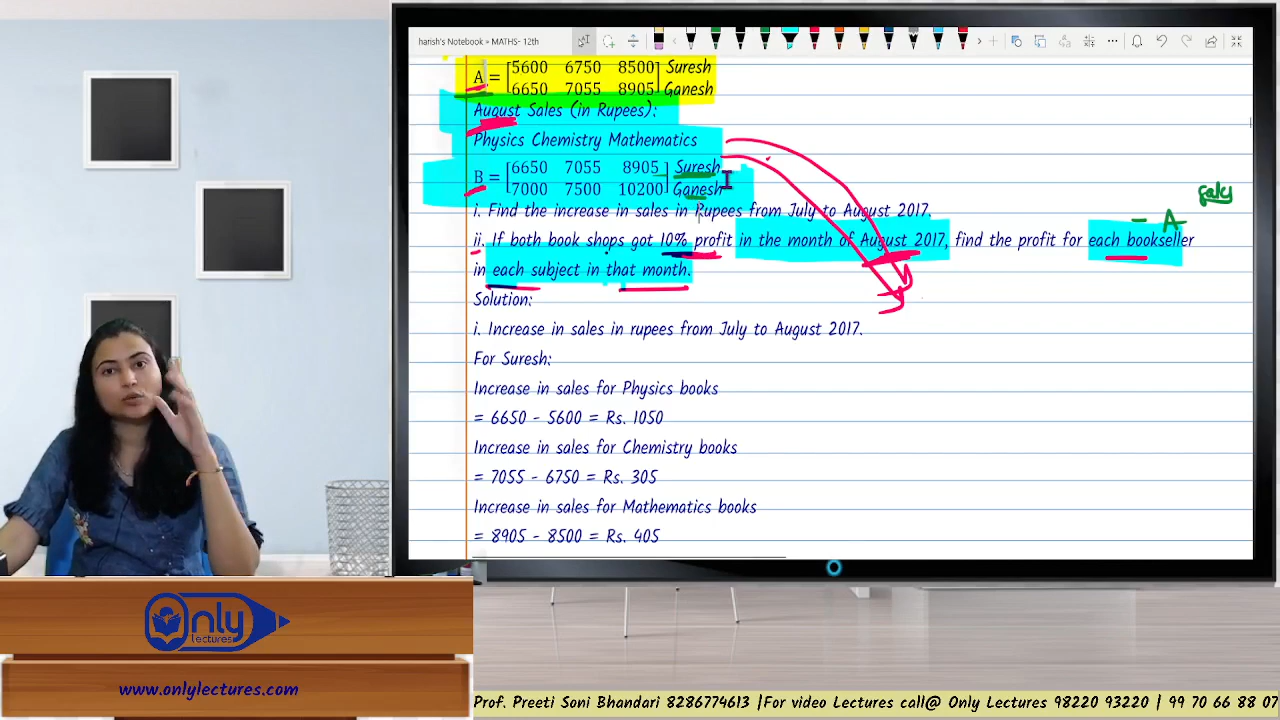 harish's Notebook » MATHS- 12th
A = [5600 6750 8500] Suresh
[6650 7055 8905] Ganesh
August Sales (in Rupees):
Physics Chemistry Mathematics
B = [6650 7055 8905] Suresh
[7000 7500 10200] Ganesh
i. Find the increase in sales in Rupees from July to August 2017.
ii. If both book shops got 10% profit in the month of August 2017, find the profit for each bookseller
in each subject in that month.
Solution:
i. Increase in sales in rupees from July to August 2017.
For Suresh:
Increase in sales for Physics books
= 6650 - 5600 = Rs. 1050
Increase in sales for Chemistry books
= 7055 - 6750 = Rs. 305
Increase in sales for Mathematics books
= 8905 - 8500 = Rs. 405
- A
Only
lectures
www.onlylectures.com
Prof. Preeti Soni Bhandari 8286774613 |For video Lectures call@ Only Lectures 98220 93220 | 99 70 66 88 07